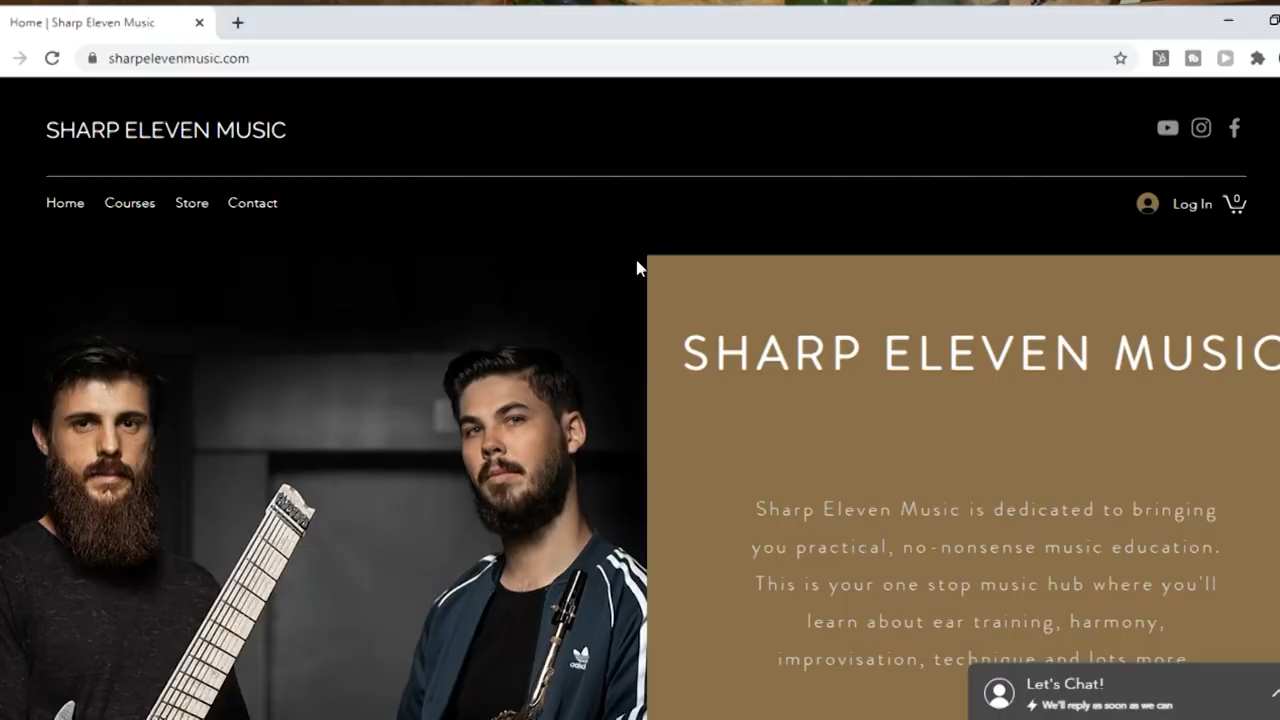 Home | Sharp Eleven Music
sharpelevenmusic.com
SHARP ELEVEN MUSIC
Home Courses Store Contact
Log In 0
SHARP ELEVEN MUSIC
Sharp Eleven Music is dedicated to bringing
you practical, no-nonsense music education.
This is your one stop music hub where you'll
learn about ear training, harmony,
improvisation, technique and lots more
adidas
Let's Chat!
We'll reply as soon as we can